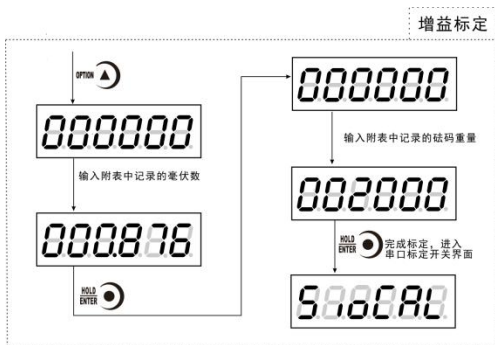 增益标定
OPTION
000000
输入附表中记录的毫伏数
000.876
HOLD
ENTER
000000
输入附表中记录的砝码重量
002000
HOLD
ENTER
完成标定，进入
串口标定开关界面
SioCAL